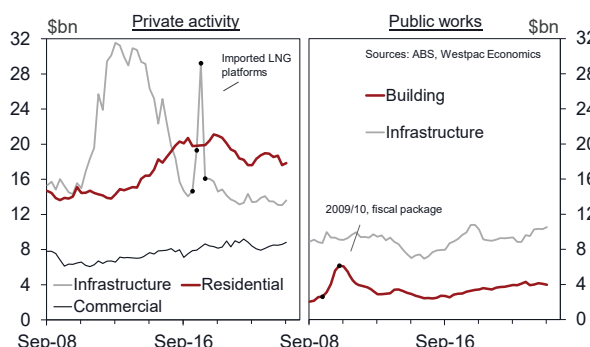 Private activity
Public works
$bn
$bn
32
28
24
20
16
12
8
4
0
Imported LNG
platforms
Infrastructure
Residential
Commercial
Sep-08
Sep-16
Sources: ABS, Westpac Economics
Building
Infrastructure
2009/10, fiscal package
Sep-08
Sep-16
32
28
24
20
16
12
8
4
0